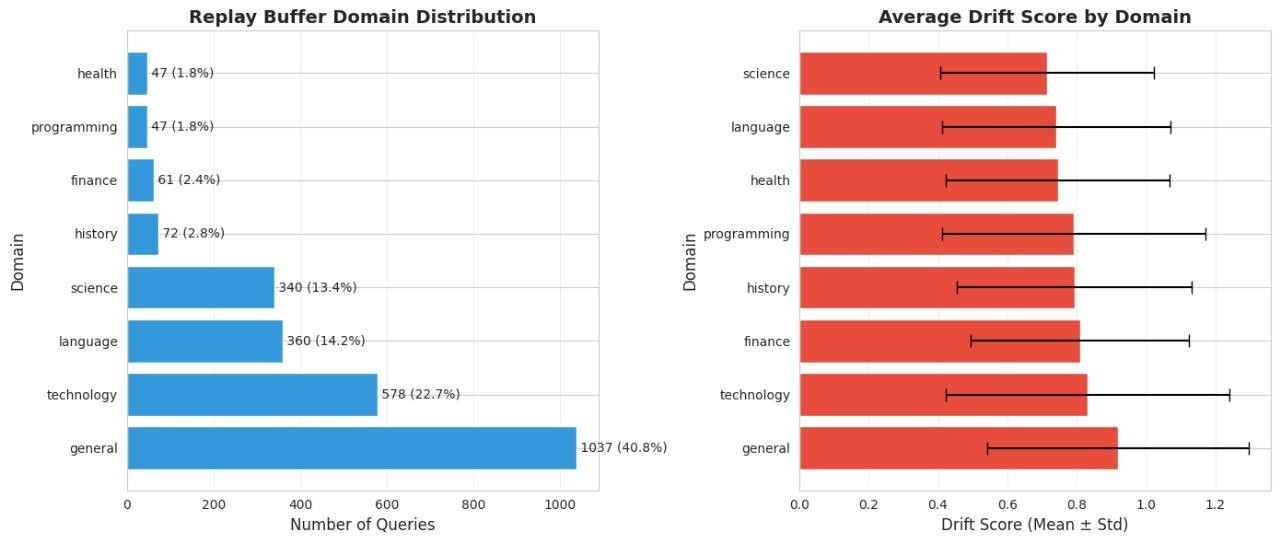 Replay Buffer Domain Distribution
health
47 (1.8%)
programming
47 (1.8%)
finance
61 (2.4%)
history
72 (2.8%)
science
340 (13.4%)
language
360 (14.2%)
technology
578 (22.7%)
general
1037 (40.8%)
Domain
0 200 400 600 800 1000
Number of Queries
Average Drift Score by Domain
science
language
health
programming
history
finance
technology
general
Domain
0.0 0.2 0.4 0.6 0.8 1.0 1.2
Drift Score (Mean ± Std)